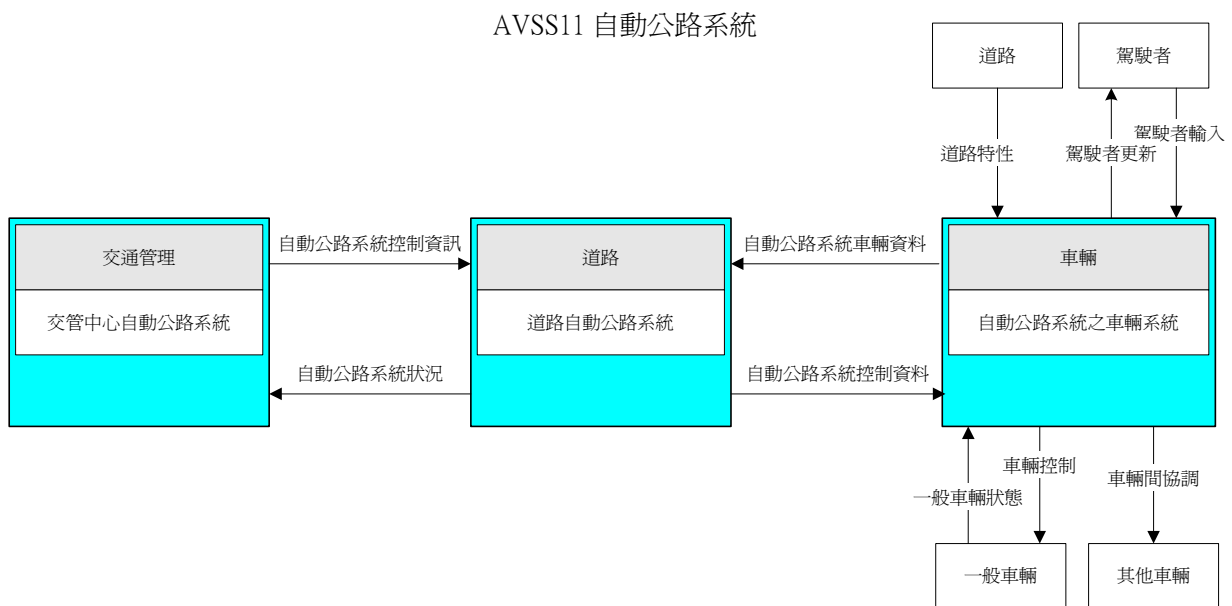 AVSS11 自動公路系統
道路
駕駛者
道路特性
駕駛者更新
駕駛者輸入
交通管理
交管中心自動公路系統
自動公路系統控制資訊
道路
道路自動公路系統
自動公路系統車輛資料
車輛
自動公路系統之車輛系統
自動公路系統狀況
自動公路系統控制資料
一般車輛狀態
車輛控制
車輛間協調
一般車輛
其他車輛